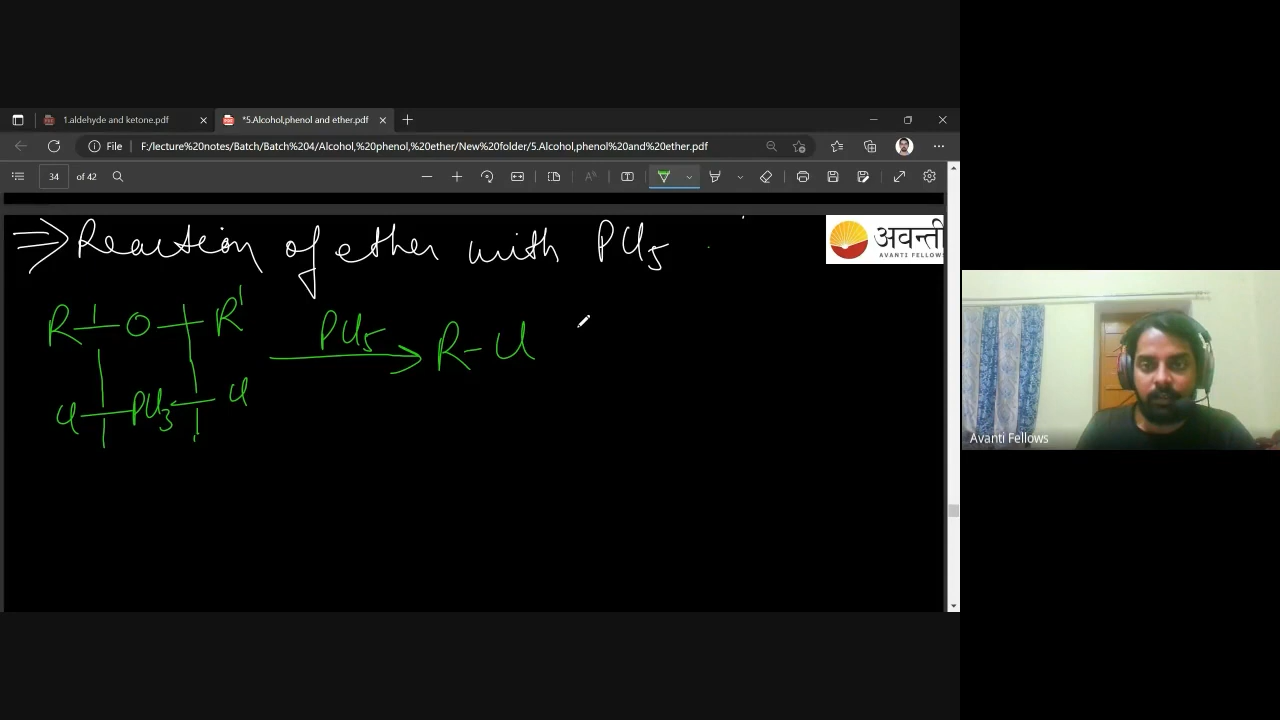 1.aldehyde and ketone.pdf
*5.Alcohol,phenol and ether.pdf
File
F:/lecture%20notes/Batch/Batch%204/Alcohol,%20phenol,%20ether/New%20folder/5.Alcohol,phenol%20and%20ether.pdf
34 of 42
⇒ Reaction of ether with PCl5
अवन्ती
AVANTI FELLOWS
R-O-R' PCl5 → R-Cl
Cl-PCl3-Cl
Avanti Fellows